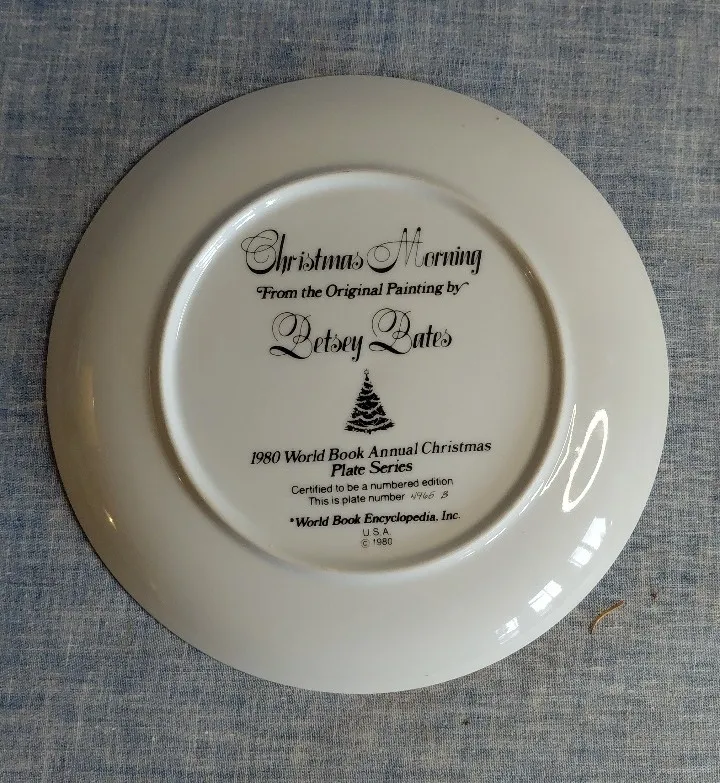 Christmas Morning
From the Original Painting by
Betsey Bates
1980 World Book Annual Christmas
Plate Series
Certified to be a numbered edition
This is plate number 4965 B
*World Book Encyclopedia, Inc.
U S A
© 1980